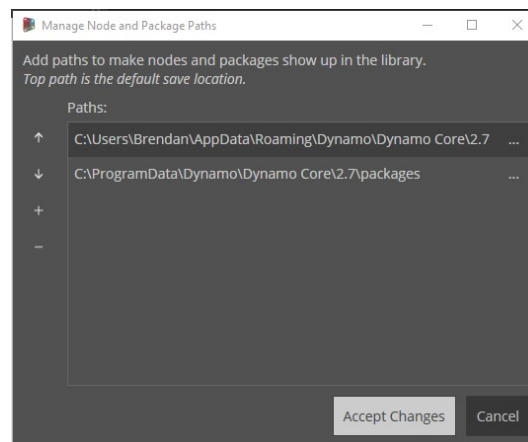 Manage Node and Package Paths
Add paths to make nodes and packages show up in the library.
Top path is the default save location.
Paths:
C:\Users\Brendan\AppData\Roaming\Dynamo\Dynamo Core\2.7 ...
C:\ProgramData\Dynamo\Dynamo Core\2.7\packages ...
Accept Changes Cancel